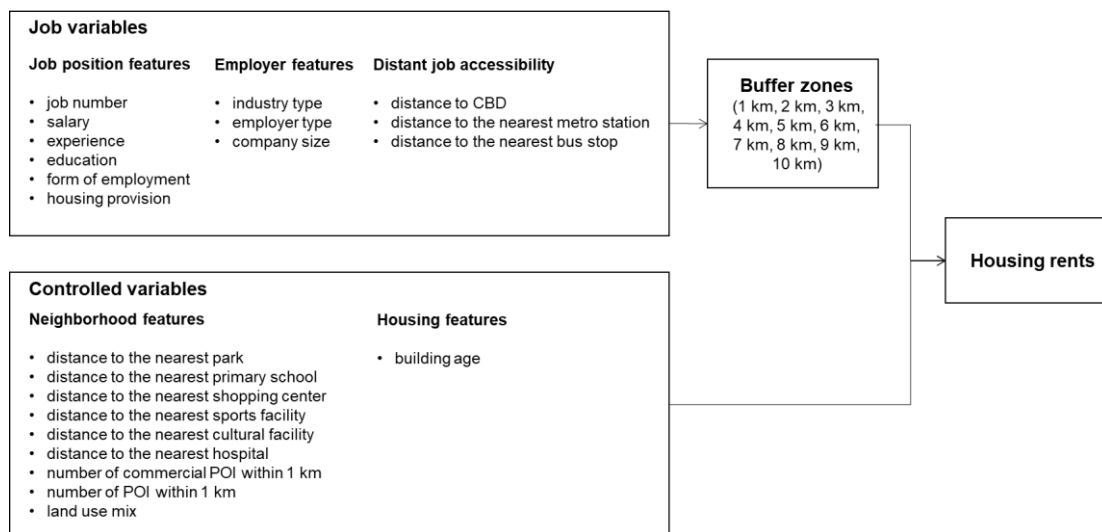 Job variables
Job position features
• job number
• salary
• experience
• education
• form of employment
• housing provision
Employer features
• industry type
• employer type
• company size
Distant job accessibility
• distance to CBD
• distance to the nearest metro station
• distance to the nearest bus stop
Buffer zones
(1 km, 2 km, 3 km,
4 km, 5 km, 6 km,
7 km, 8 km, 9 km,
10 km)
Housing rents
Controlled variables
Neighborhood features
• distance to the nearest park
• distance to the nearest primary school
• distance to the nearest shopping center
• distance to the nearest sports facility
• distance to the nearest cultural facility
• distance to the nearest hospital
• number of commercial POI within 1 km
• number of POI within 1 km
• land use mix
Housing features
• building age